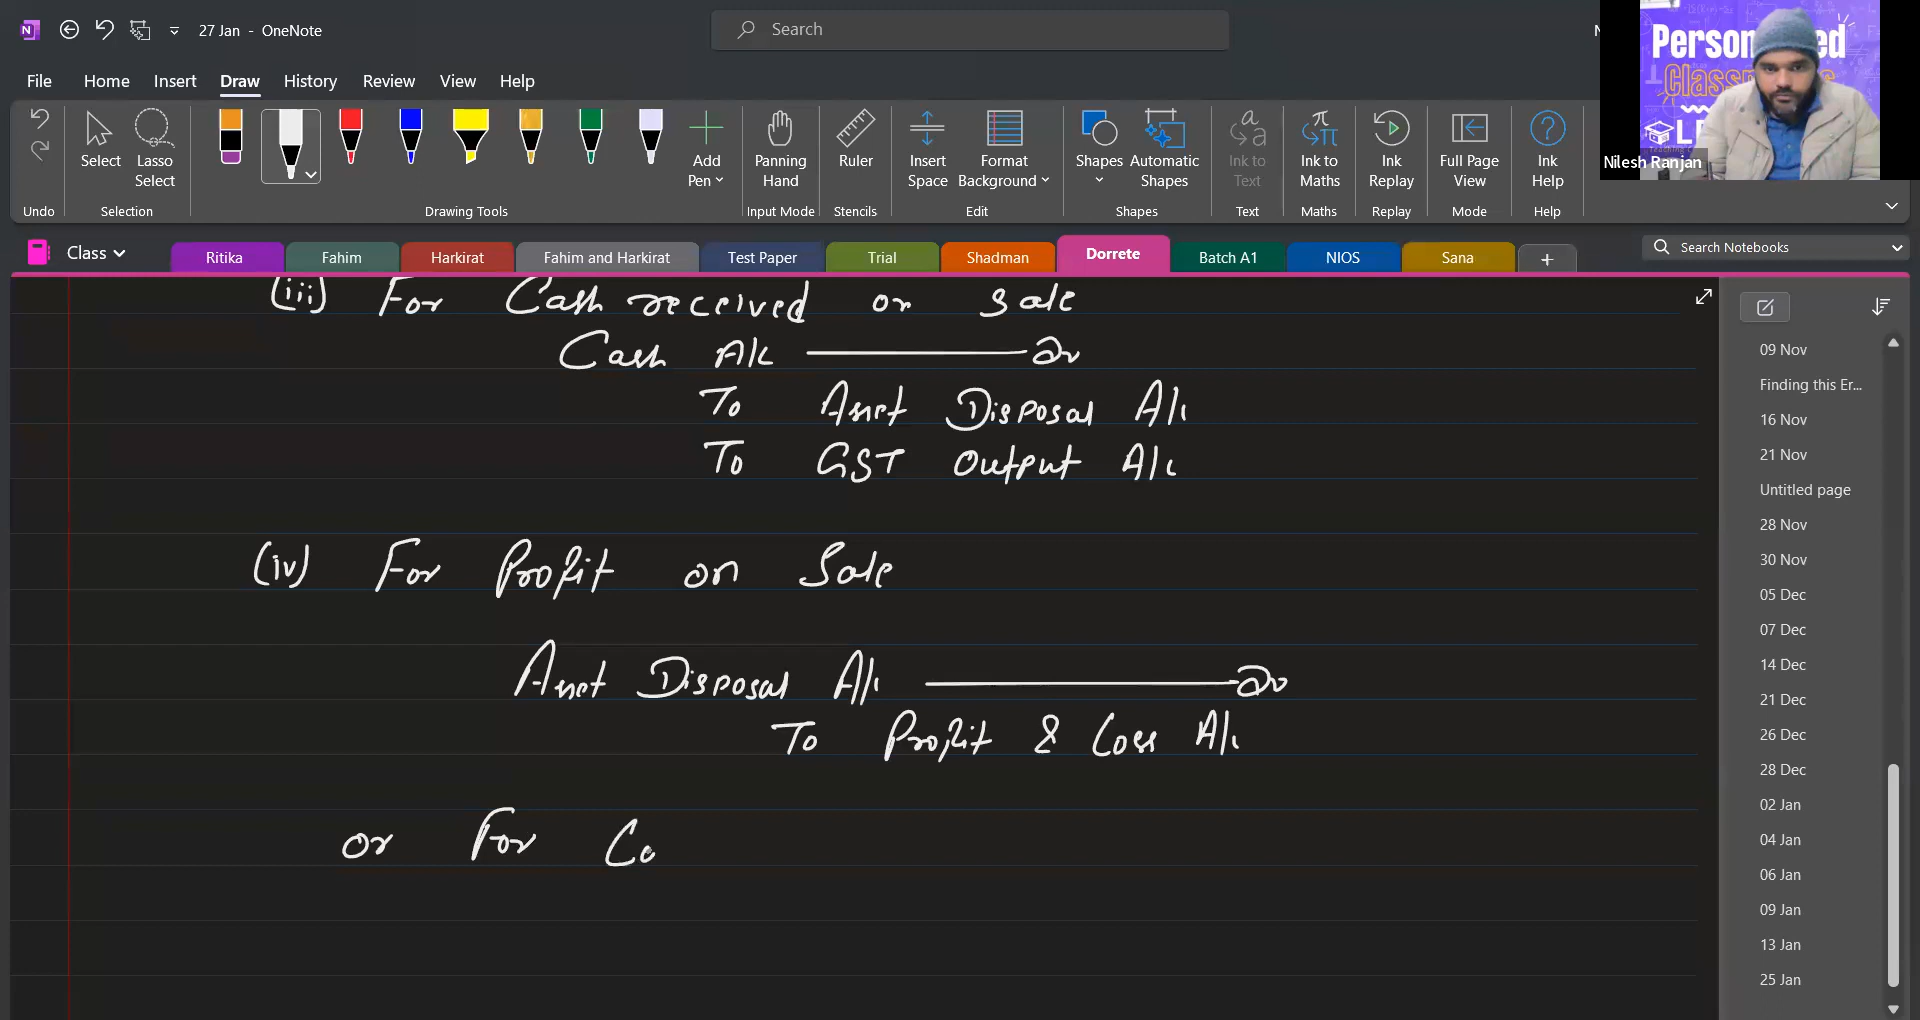 27 Jan - OneNote
Search
File Home Insert Draw History Review View Help
Select
Lasso Select
Add Pen
Panning Hand
Ruler
Insert Space
Format Background
Shapes
Automatic Shapes
Ink to Text
Ink to Maths
Ink Replay
Full Page View
Ink Help
Undo Selection Drawing Tools Input Mode Stencils Edit Shapes Text Maths Replay Mode Help
Nilesh Ranjan
Class
Ritika Fahim Harkirat Fahim and Harkirat Test Paper Trial Shadman Dorrete Batch A1 NIOS Sana +
Search Notebooks
(iii) For Cash received on Sale
Cash A/c Dr
To Asset Disposal A/c
To GST Output A/c
(iv) For Profit on Sale
Asset Disposal A/c Dr
To Profit & Loss A/c
or For
09 Nov
Finding this Er...
16 Nov
21 Nov
Untitled page
28 Nov
30 Nov
05 Dec
07 Dec
14 Dec
21 Dec
26 Dec
28 Dec
02 Jan
04 Jan
06 Jan
09 Jan
13 Jan
25 Jan